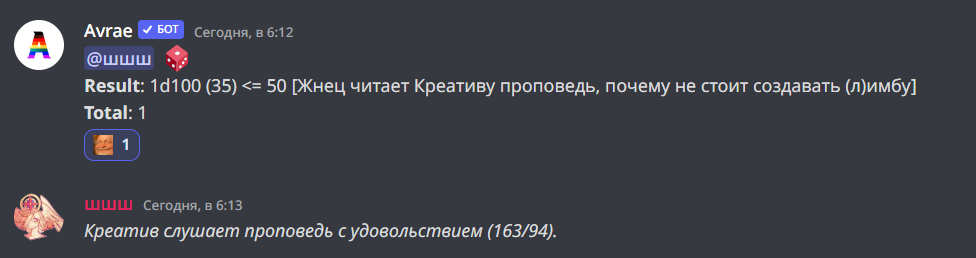 Avrae ✓ БОТ Сегодня, в 6:12
@шшш
Result: 1d100 (35) <= 50 [Жнец читает Креативу проповедь, почему не стоит создавать (л)имбу]
Total: 1
1
шшш Сегодня, в 6:13
Креатив слушает проповедь с удовольствием (163/94).